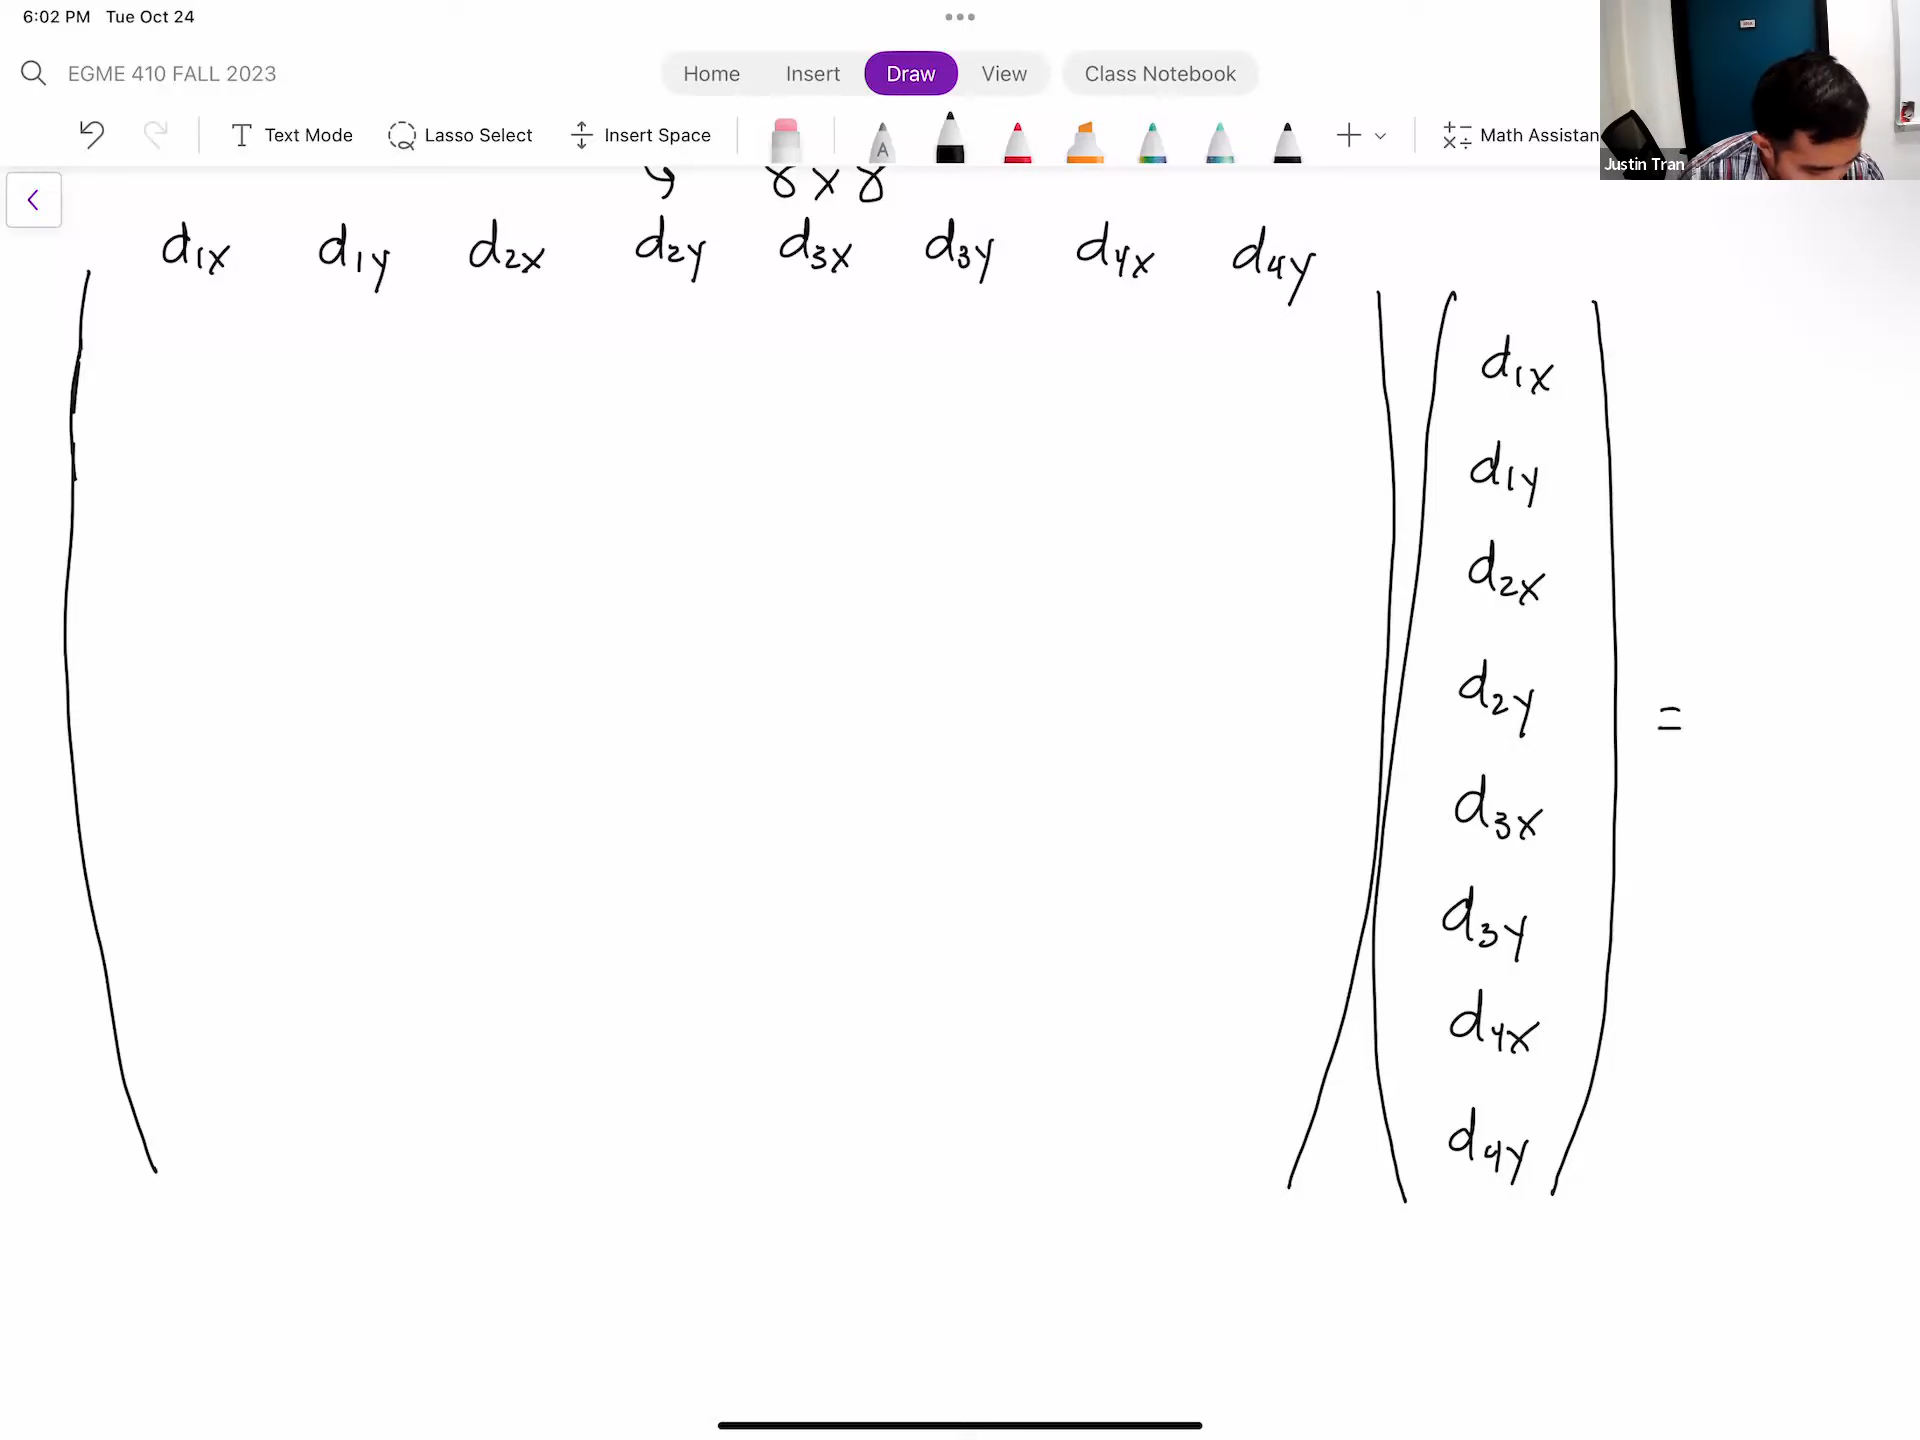 6:02 PM Tue Oct 24
EGME 410 FALL 2023
Home Insert Draw View Class Notebook
T Text Mode Lasso Select Insert Space A Math Assistan
Justin Tran
↳ 8 x 8
d1x d1y d2x d2y d3x d3y d4x d4y
d1x
d1y
d2x
d2y
=
d3x
d3y
d4x
d4y